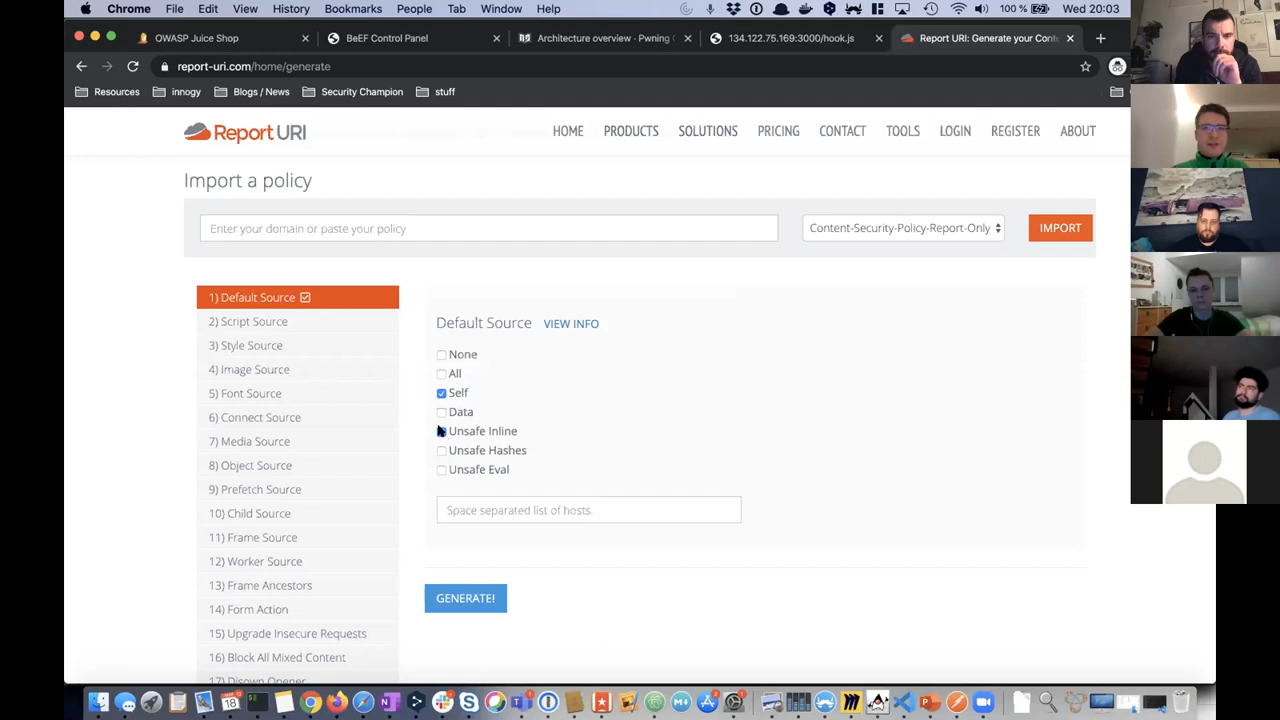 Chrome File Edit View History Bookmarks People Tab Window Help 100 % Wed 20:03
OWASP Juice Shop BeEF Control Panel Architecture overview - Pwning 134.122.75.169:3000/hook.js Report URI: Generate your Conte
report-uri.com/home/generate
Resources innogy Blogs / News Security Champion stuff
Report URI HOME PRODUCTS SOLUTIONS PRICING CONTACT TOOLS LOGIN REGISTER ABOUT
Import a policy
Enter your domain or paste your policy Content-Security-Policy-Report-Only IMPORT
1) Default Source
2) Script Source
3) Style Source
4) Image Source
5) Font Source
6) Connect Source
7) Media Source
8) Object Source
9) Prefetch Source
10) Child Source
11) Frame Source
12) Worker Source
13) Frame Ancestors
14) Form Action
15) Upgrade Insecure Requests
16) Block All Mixed Content
17) Disown Opener
Default Source VIEW INFO
None
All
Self
Data
Unsafe Inline
Unsafe Hashes
Unsafe Eval
Space separated list of hosts.
GENERATE!
18